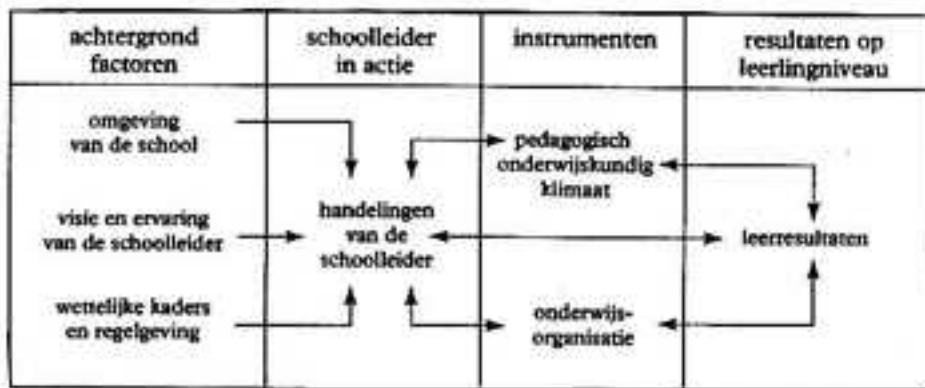 achtergrond
factoren
schoolleider
in actie
instrumenten
resultaten op
leerlingniveau
omgeving
van de school
visie en ervaring
van de schoolleider
wettelijke kaders
en regelgeving
handelingen
van de
schoolleider
pedagogisch
onderwijskundig
klimaat
onderwijs-
organisatie
leerresultaten